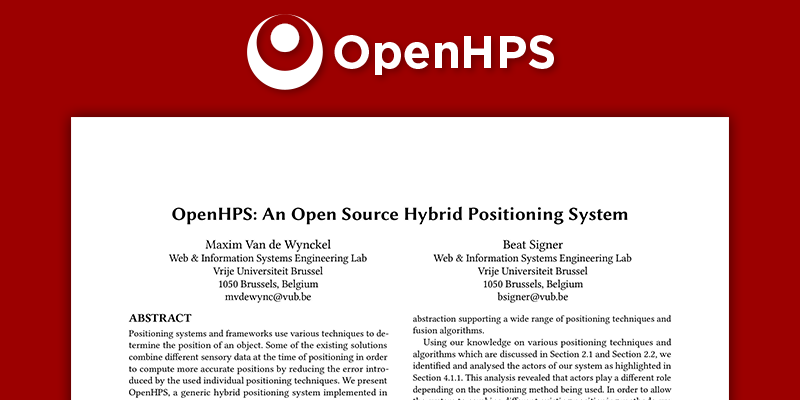 OpenHPS
OpenHPS: An Open Source Hybrid Positioning System
Maxim Van de Wynckel
Web & Information Systems Engineering Lab
Vrije Universiteit Brussel
1050 Brussels, Belgium
mvdewync@vub.be
Beat Signer
Web & Information Systems Engineering Lab
Vrije Universiteit Brussel
1050 Brussels, Belgium
bsigner@vub.be
ABSTRACT
Positioning systems and frameworks use various techniques to de-
termine the position of an object. Some of the existing solutions
combine different sensory data at the time of positioning in order
to compute more accurate positions by reducing the error intro-
duced by the used individual positioning techniques. We present
OpenHPS, a generic hybrid positioning system implemented in
abstraction supporting a wide range of positioning techniques and
fusion algorithms.
Using our knowledge on various positioning techniques and
algorithms which are discussed in Section 2.1 and Section 2.2, we
identified and analysed the actors of our system as highlighted in
Section 4.1.1. This analysis revealed that actors play a different role
depending on the positioning method being used. In order to allow